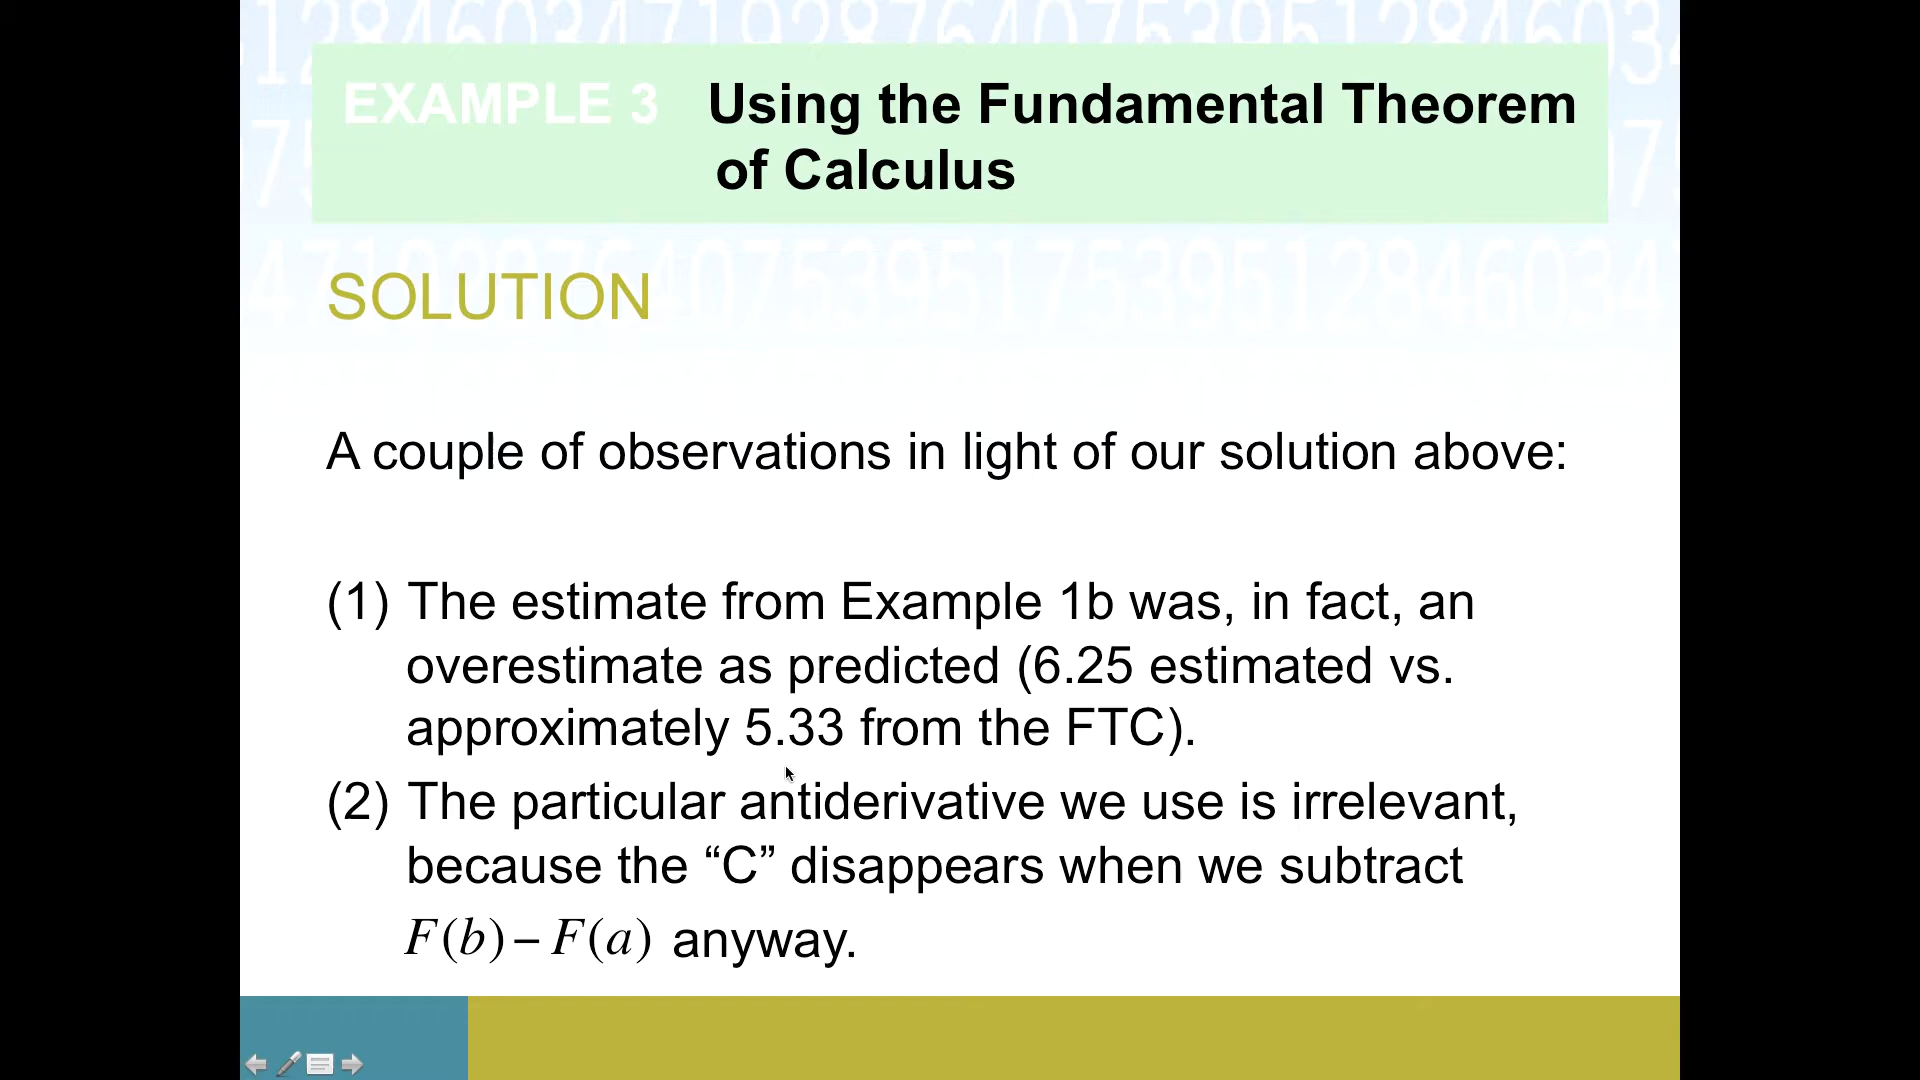 EXAMPLE 3 Using the Fundamental Theorem
of Calculus
SOLUTION
A couple of observations in light of our solution above:
(1) The estimate from Example 1b was, in fact, an
overestimate as predicted (6.25 estimated vs.
approximately 5.33 from the FTC).
(2) The particular antiderivative we use is irrelevant,
because the “C” disappears when we subtract
F(b) – F(a) anyway.